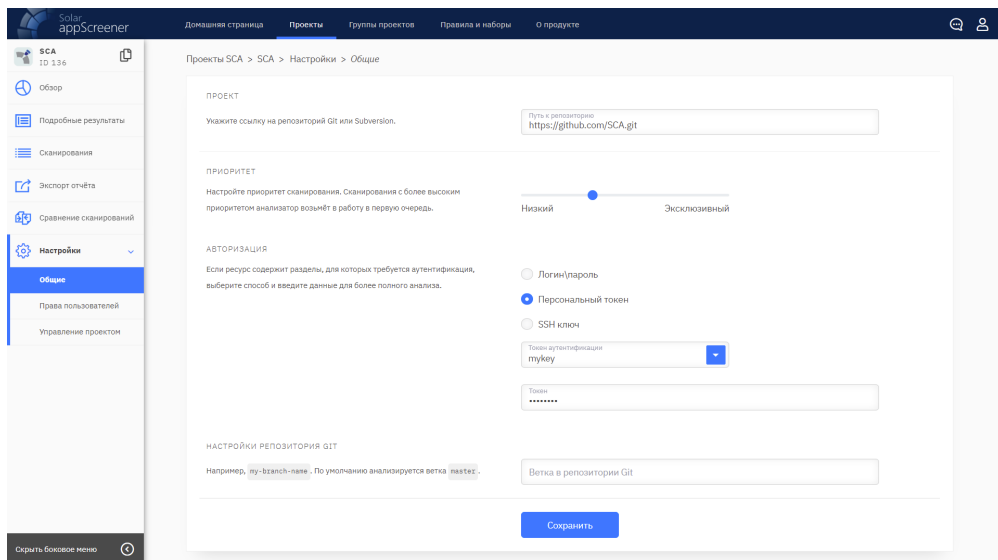 Solar
appScreener
Домашняя страница
Проекты
Группы проектов
Правила и наборы
О продукте
SCA
ID 136
Обзор
Подробные результаты
Сканирования
Экспорт отчёта
Сравнение сканирований
Настройки
Общие
Права пользователей
Управление проектом
Скрыть боковое меню
Проекты SCA > SCA > Настройки > Общие
ПРОЕКТ
Укажите ссылку на репозиторий Git или Subversion.
Путь к репозиторию
https://github.com/SCA.git
ПРИОРИТЕТ
Настройте приоритет сканирования. Сканирования с более высоким
приоритетом анализатор возьмёт в работу в первую очередь.
Низкий
Эксклюзивный
АВТОРИЗАЦИЯ
Если ресурс содержит разделы, для которых требуется аутентификация,
выберите способ и введите данные для более полного анализа.
Логин\пароль
Персональный токен
SSH ключ
Токен аутентификации
mykey
Токен
••••••••
НАСТРОЙКИ РЕПОЗИТОРИЯ GIT
Например, my-branch-name. По умолчанию анализируется ветка master.
Ветка в репозитории Git
Сохранить